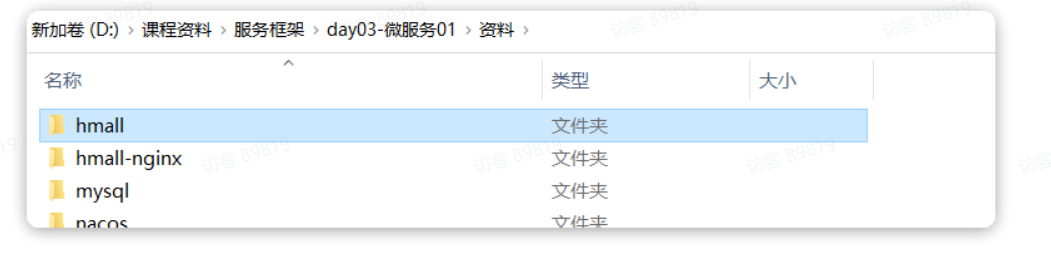 新加卷 (D:) › 课程资料 › 服务框架 › day03-微服务01 › 资料 ›
名称 类型 大小
hmall 文件夹
hmall-nginx 文件夹
mysql 文件夹
nacos 文件夹
访客 89819
访客 89819
访客 89819
访客 89819
访客 89819